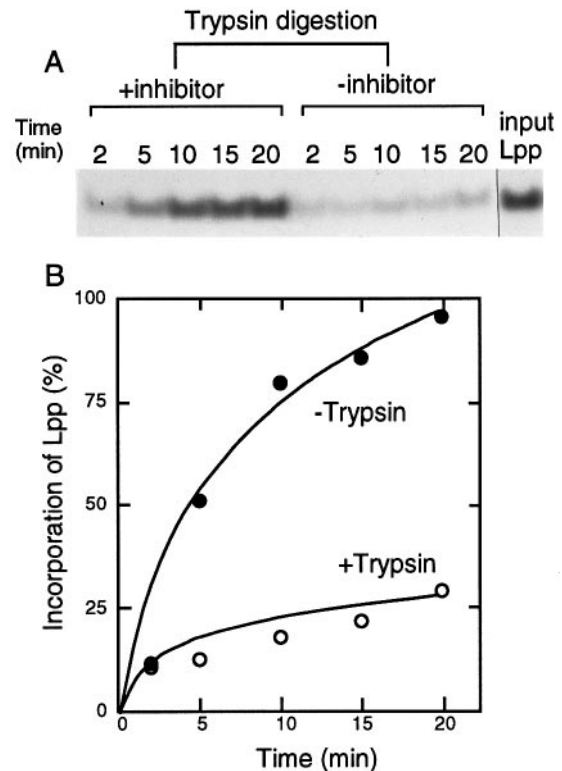 Trypsin digestion
A
+inhibitor -inhibitor
Time (min) 2 5 10 15 20 2 5 10 15 20 input Lpp
B
Incorporation of Lpp (%)
100
75
50
25
0
-Trypsin
+Trypsin
0 5 10 15 20
Time (min)